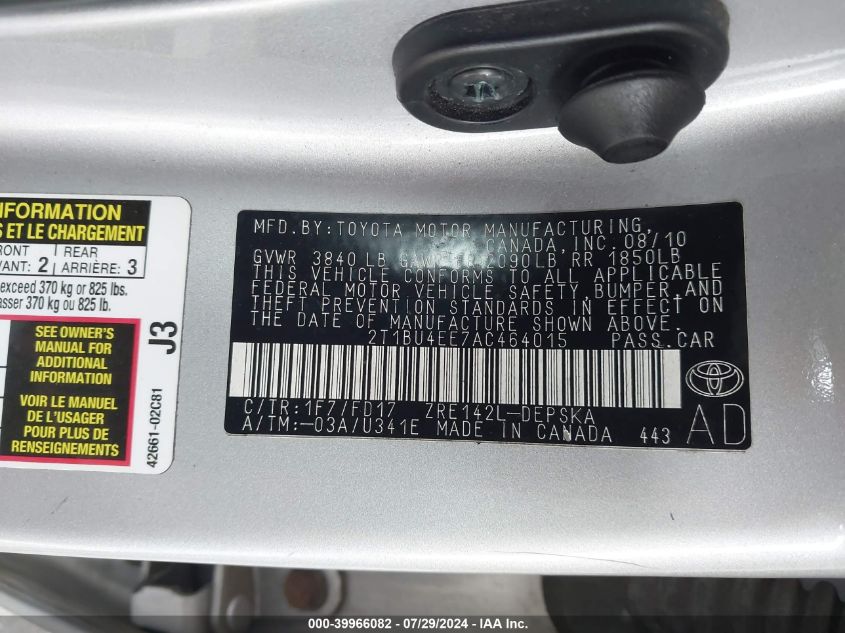 NFORMATION
S ET LE CHARGEMENT
RONT REAR
VANT: 2 ARRIÈRE: 3
exceed 370 kg or 825 lbs.
asser 370 kg ou 825 lb.
SEE OWNER'S
MANUAL FOR
ADDITIONAL
INFORMATION
VOIR LE MANUEL
DE L'USAGER
POUR PLUS DE
RENSEIGNEMENTS
J3
42661-02C81
MFD. BY: TOYOTA MOTOR MANUFACTURING,
CANADA, INC. 08/10
GVWR 3840 LB RR 1850LB
THIS VEHICLE CONFORMS TO ALL APPLICABLE
FEDERAL MOTOR VEHICLE SAFETY, BUMPER, AND
THEFT PREVENTION STANDARDS IN EFFECT ON
THE DATE OF MANUFACTURE SHOWN ABOVE.
2T1BU4EE7AC464015 PASS. CAR
C/TR: 1F7/FD17 ZRE142L-DEPSKA
A/TM: -03A/U341E MADE IN CANADA 443
AD
000-39966082 - 07/29/2024 - IAA Inc.